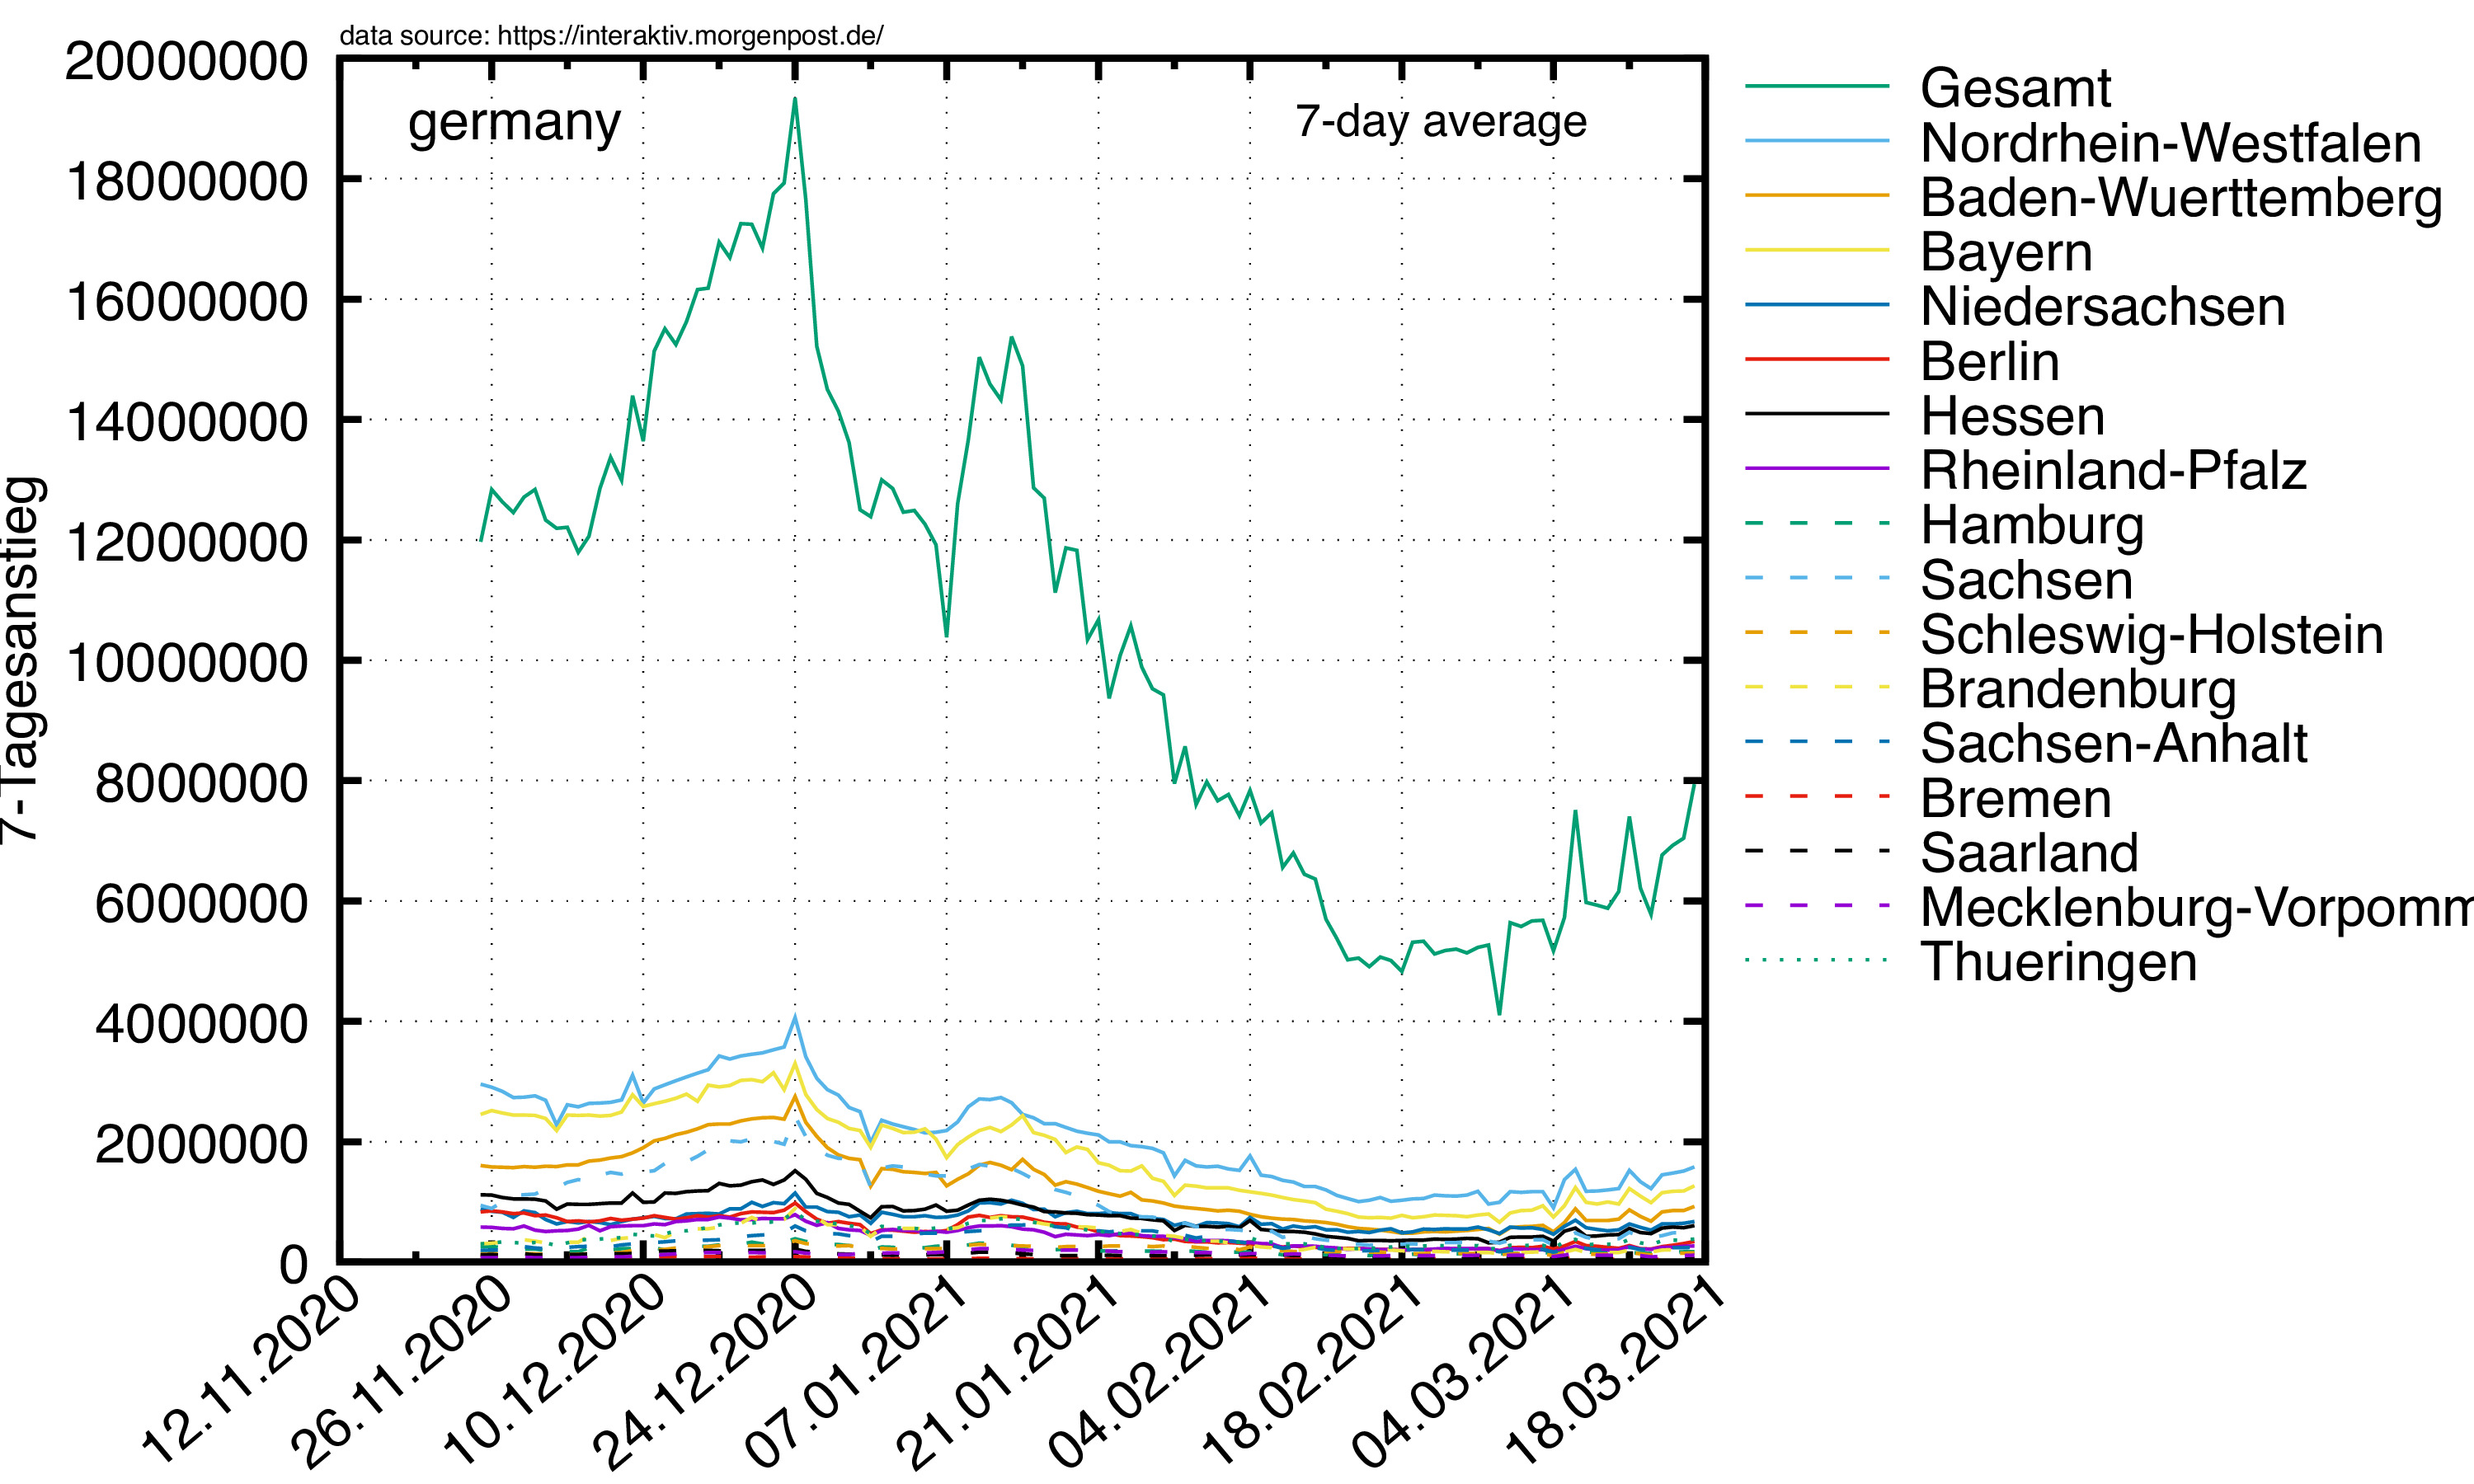 data source: https://interaktiv.morgenpost.de/
germany
7-day average
7-Tagesanstieg
20000000
18000000
16000000
14000000
12000000
10000000
8000000
6000000
4000000
2000000
0
12.11.2020
26.11.2020
10.12.2020
24.12.2020
07.01.2021
21.01.2021
04.02.2021
18.02.2021
04.03.2021
18.03.2021
Gesamt
Nordrhein-Westfalen
Baden-Wuerttemberg
Bayern
Niedersachsen
Berlin
Hessen
Rheinland-Pfalz
Hamburg
Sachsen
Schleswig-Holstein
Brandenburg
Sachsen-Anhalt
Bremen
Saarland
Mecklenburg-Vorpom
Thueringen